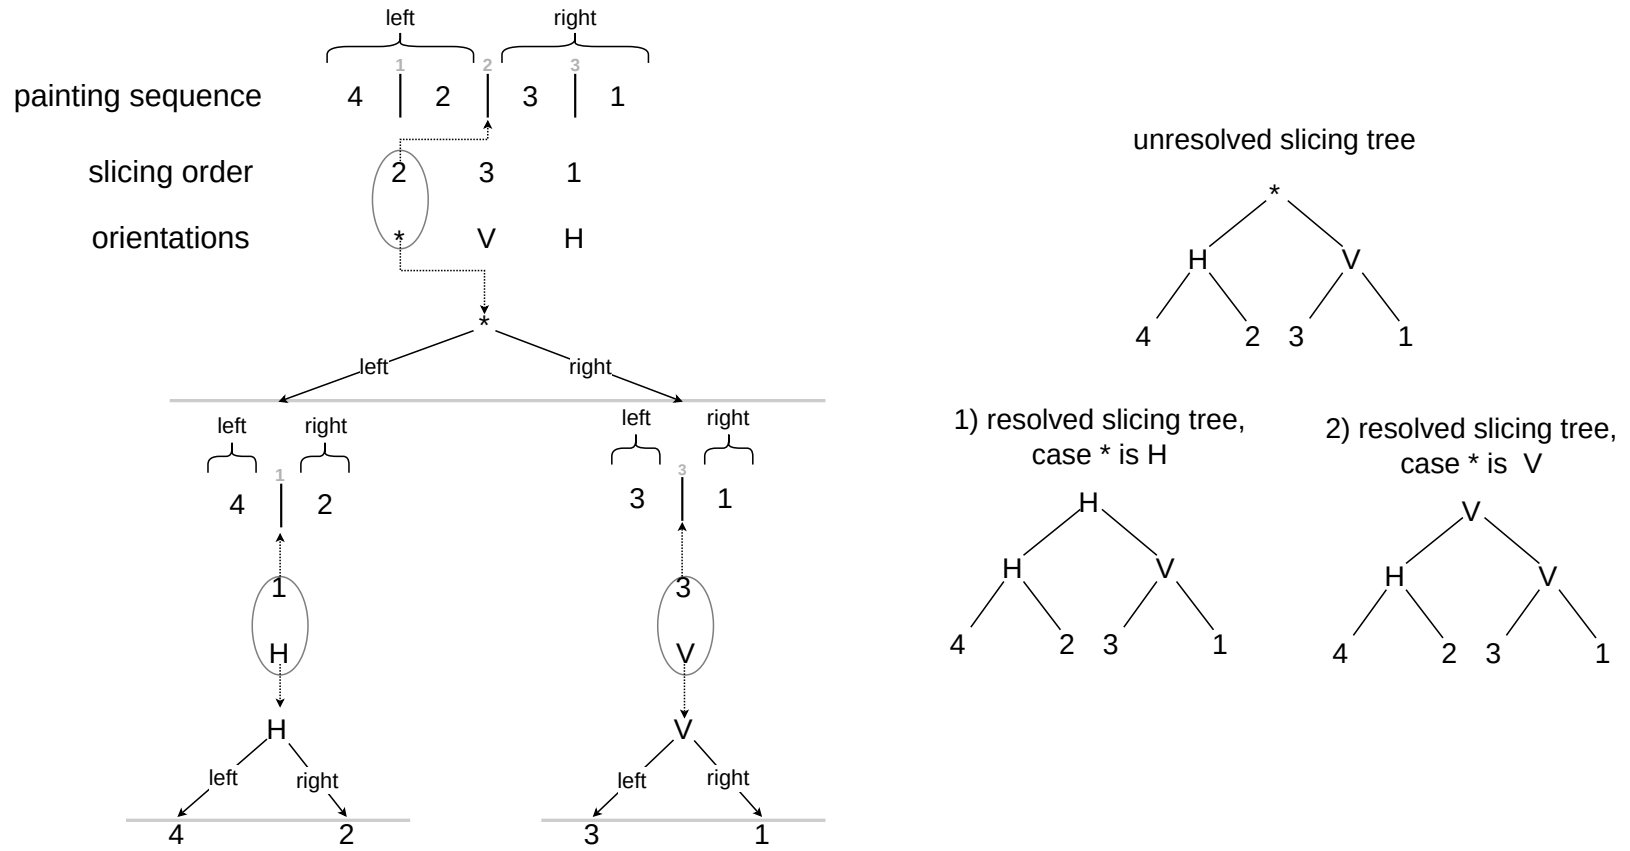 left right
1 2 3
painting sequence 4 2 3 1
slicing order 2 3 1
orientations * V H
*
left right
left right
1
4 2
1
H
H
left right
4 2
left right
3
3 1
3
V
V
left right
3 1
unresolved slicing tree
*
H V
4 2 3 1
1) resolved slicing tree,
case * is H
H
H V
4 2 3 1
2) resolved slicing tree,
case * is V
V
H V
4 2 3 1